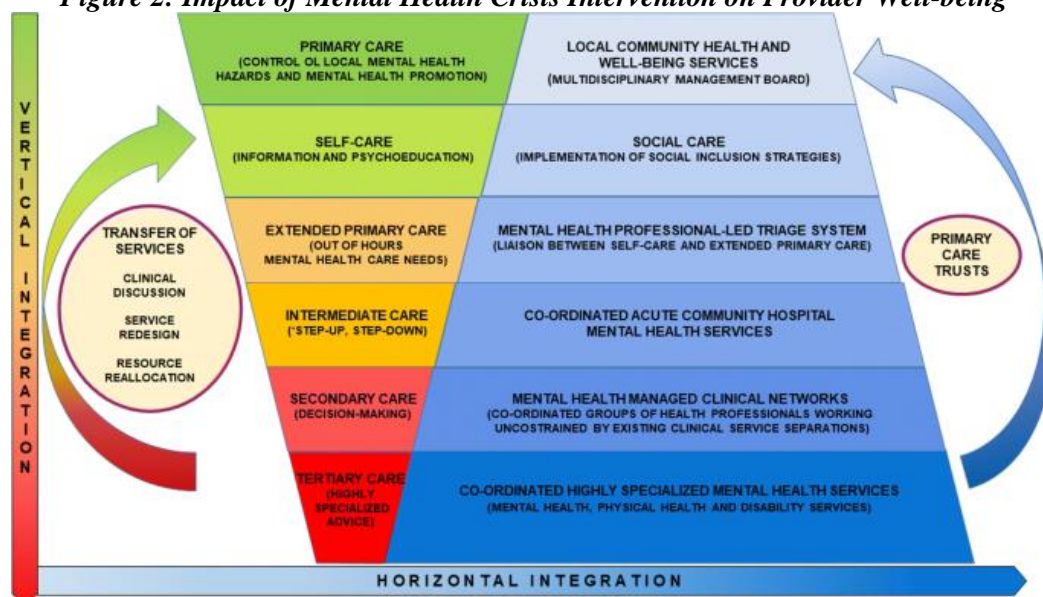 Figure 2: Impact of Mental Health Crisis Intervention on Provider Well-being
PRIMARY CARE
(CONTROL OL LOCAL MENTAL HEALTH
HAZARDS AND MENTAL HEALTH PROMOTION)
LOCAL COMMUNITY HEALTH AND
WELL-BEING SERVICES
(MULTIDISCIPLINARY MANAGEMENT BOARD)
SELF-CARE
(INFORMATION AND PSYCHOEDUCATION)
SOCIAL CARE
(IMPLEMENTATION OF SOCIAL INCLUSION STRATEGIES)
EXTENDED PRIMARY CARE
(OUT OF HOURS
MENTAL HEALTH CARE NEEDS)
MENTAL HEALTH PROFESSIONAL-LED TRIAGE SYSTEM
(LIAISON BETWEEN SELF-CARE AND EXTENDED PRIMARY CARE)
INTERMEDIATE CARE
("STEP-UP, STEP-DOWN)
CO-ORDINATED ACUTE COMMUNITY HOSPITAL
MENTAL HEALTH SERVICES
SECONDARY CARE
(DECISION-MAKING)
MENTAL HEALTH MANAGED CLINICAL NETWORKS
(CO-ORDINATED GROUPS OF HEALTH PROFESSIONALS WORKING
UNCOSTRAINED BY EXISTING CLINICAL SERVICE SEPARATIONS)
TERTIARY CARE
(HIGHLY
SPECIALIZED
ADVICE)
CO-ORDINATED HIGHLY SPECIALIZED MENTAL HEALTH SERVICES
(MENTAL HEALTH, PHYSICAL HEALTH AND DISABILITY SERVICES)
VERTICAL INTEGRATION
TRANSFER OF
SERVICES
CLINICAL
DISCUSSION
SERVICE
REDESIGN
RESOURCE
REALLOCATION
PRIMARY
CARE
TRUSTS
HORIZONTAL INTEGRATION